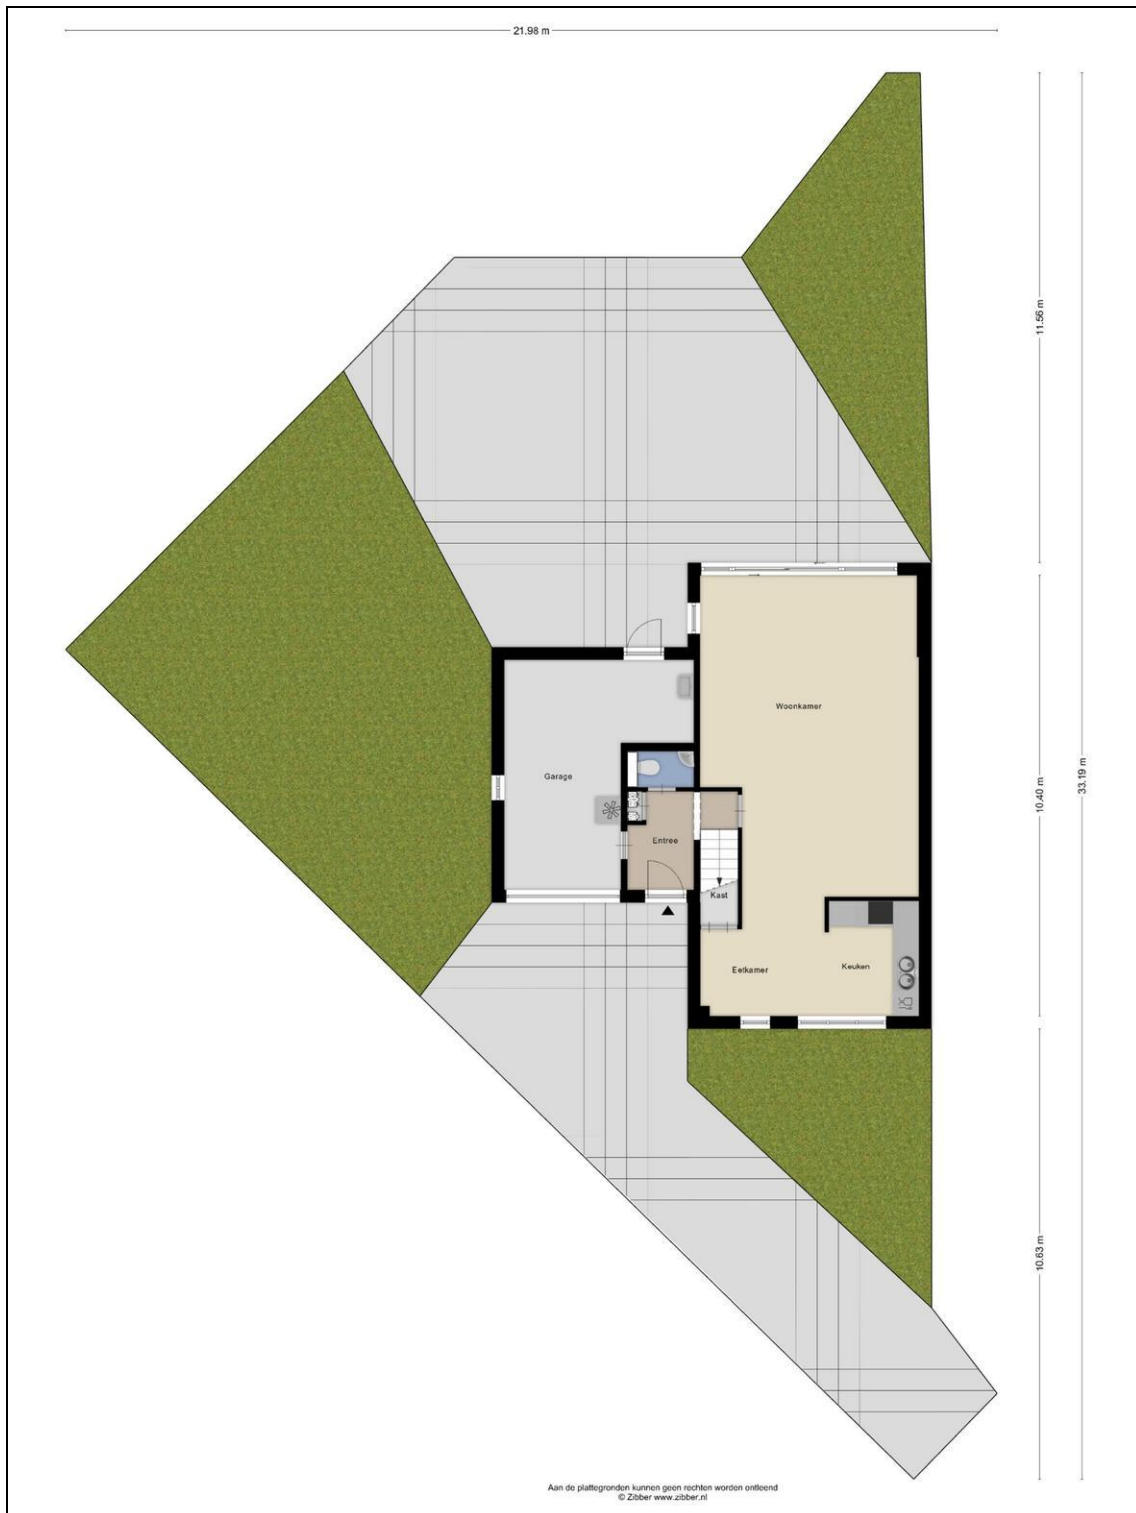 21.98 m
11.56 m
Woonkamer
Garage
10.40 m
33.19 m
Entree
Kast
Eetkamer
Keuken
10.63 m
Aan de plattegronden kunnen geen rechten worden ontleend
© Zibber www.zibber.nl